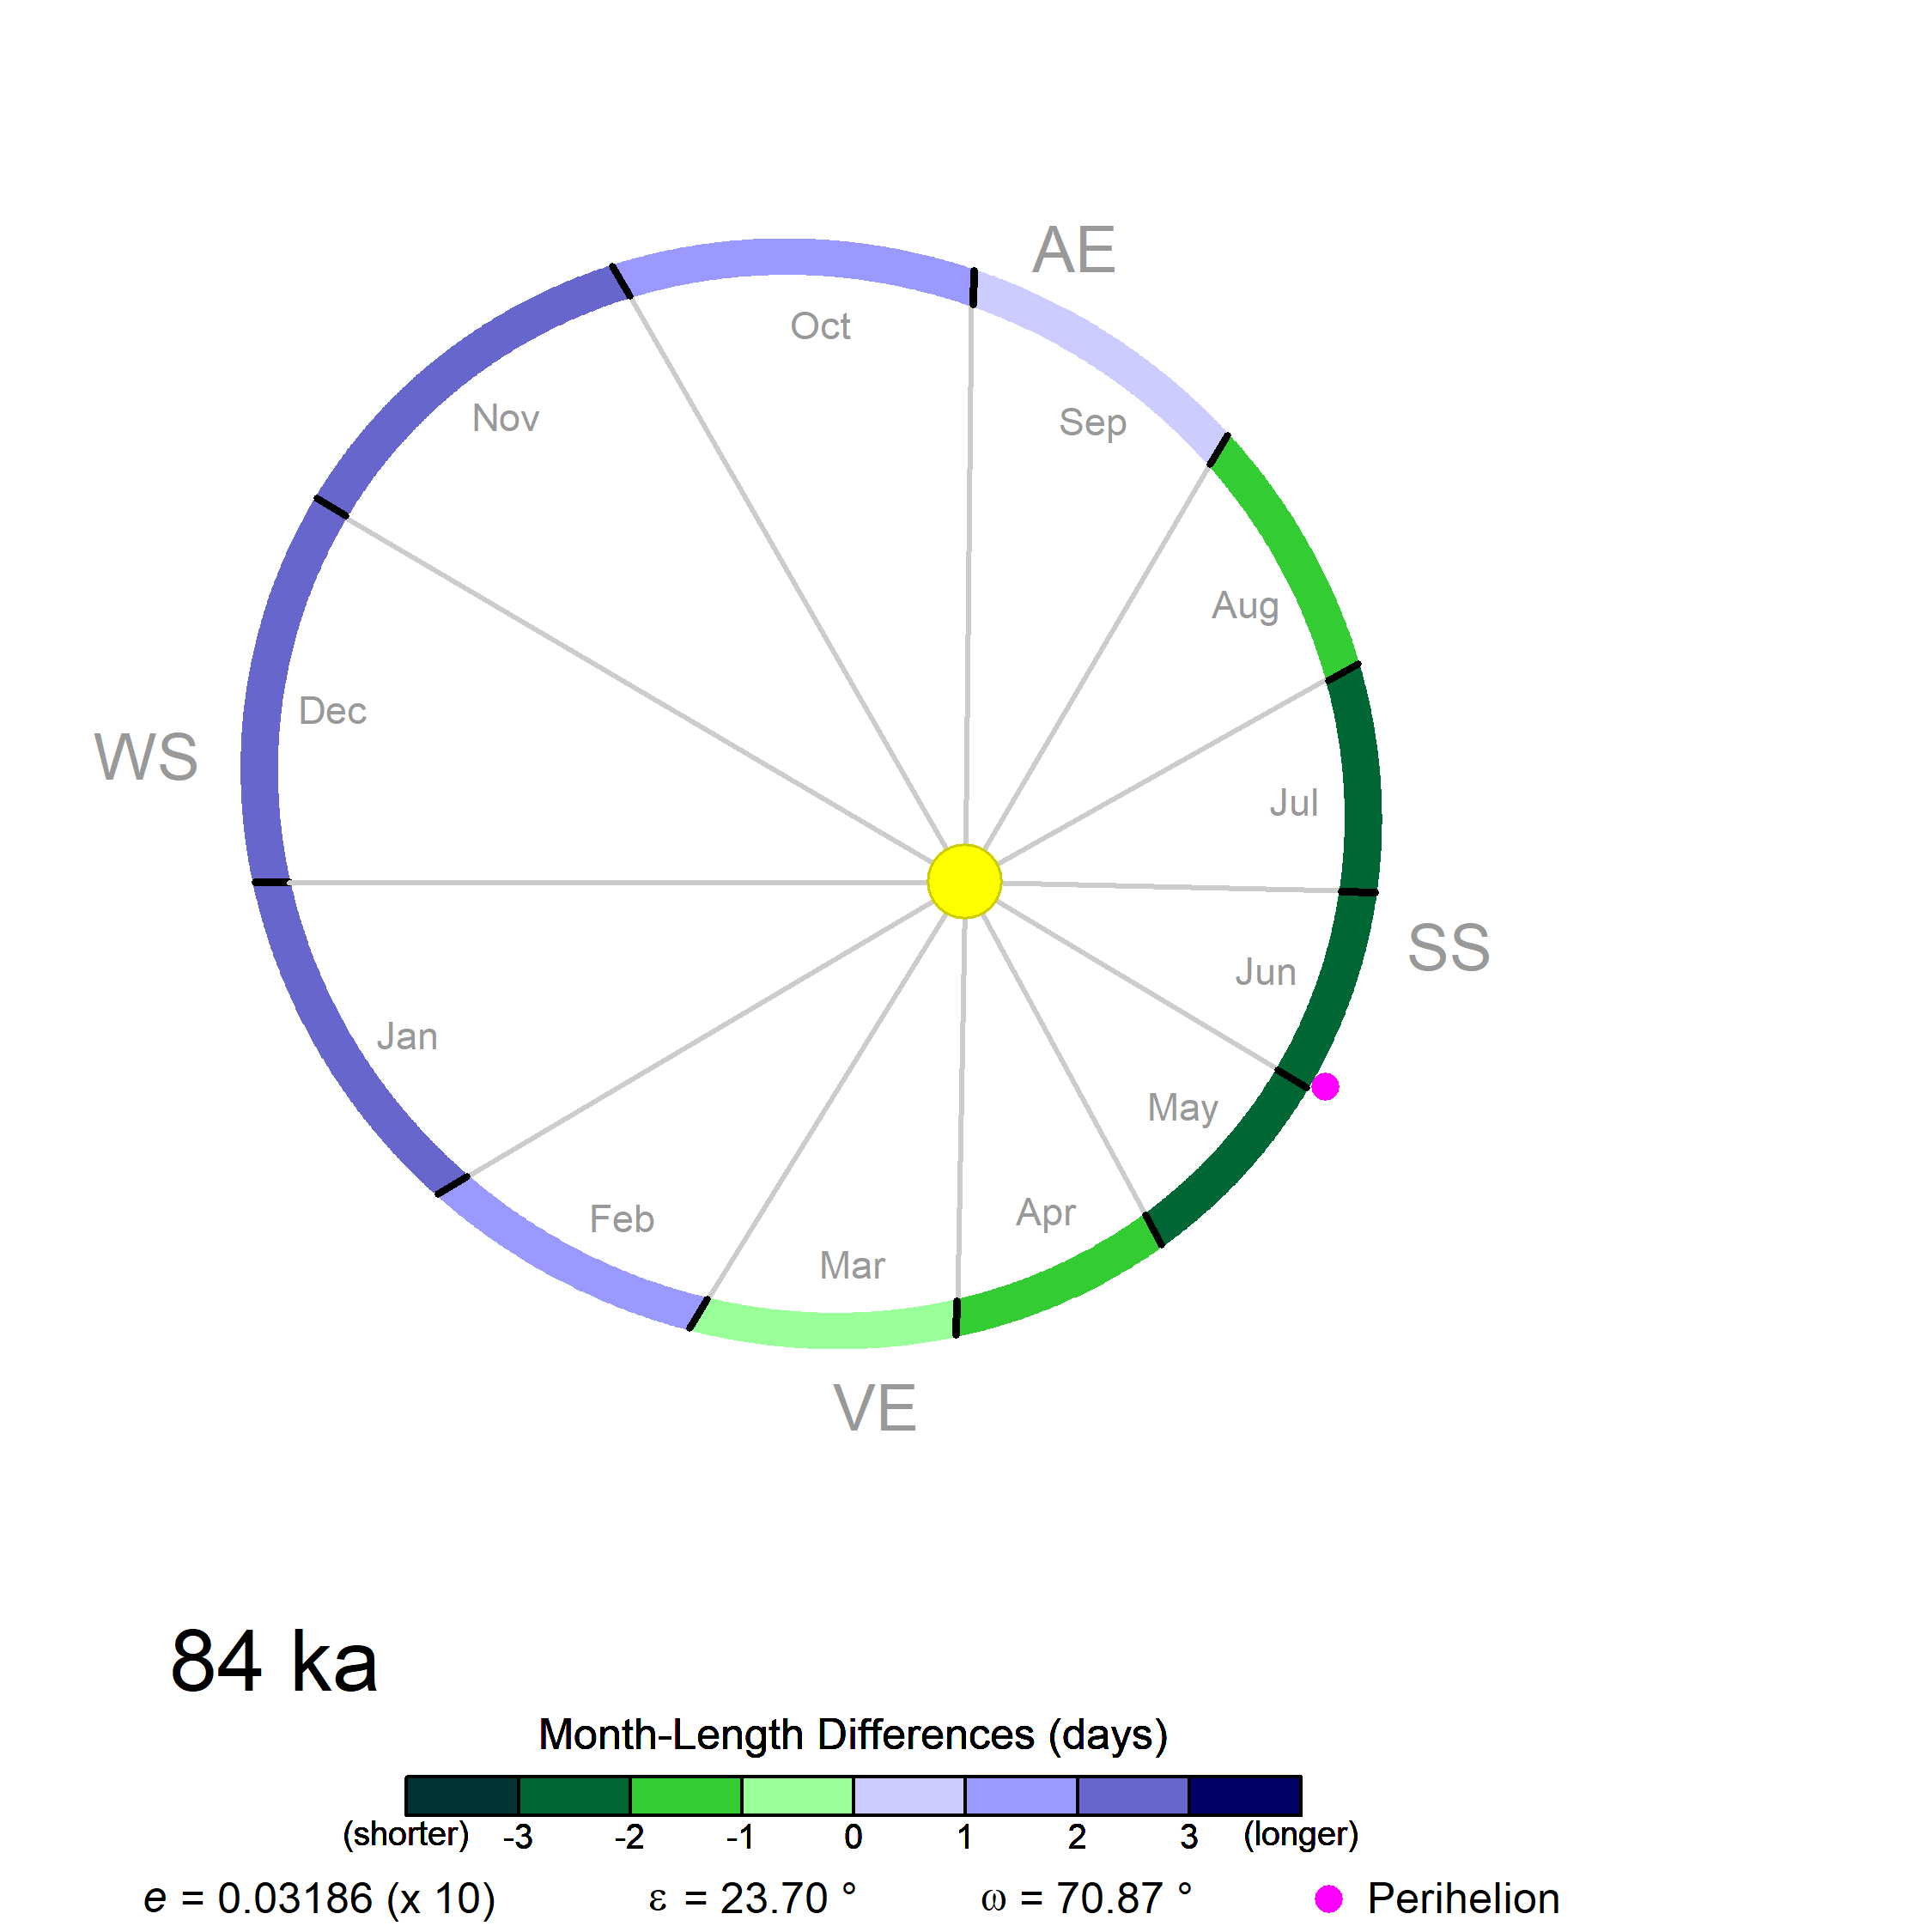 AE
Oct
Nov
Sep
Aug
Dec
WS
Jul
SS
Jun
Jan
May
Apr
Feb
Mar
VE
84 ka
Month-Length Differences (days)
(shorter) -3 -2 -1 0 1 2 3 (longer)
e = 0.03186 (x 10) ε = 23.70 ° ω = 70.87 ° Perihelion